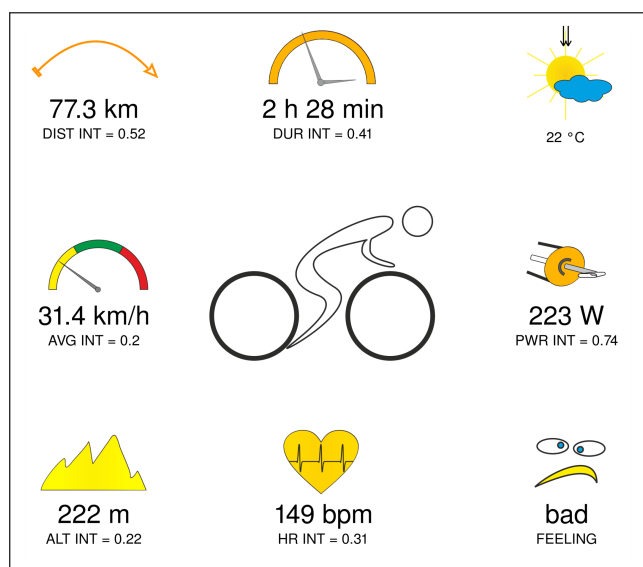 77.3 km
DIST INT = 0.52
2 h 28 min
DUR INT = 0.41
22 °C
31.4 km/h
AVG INT = 0.2
223 W
PWR INT = 0.74
222 m
ALT INT = 0.22
149 bpm
HR INT = 0.31
bad
FEELING